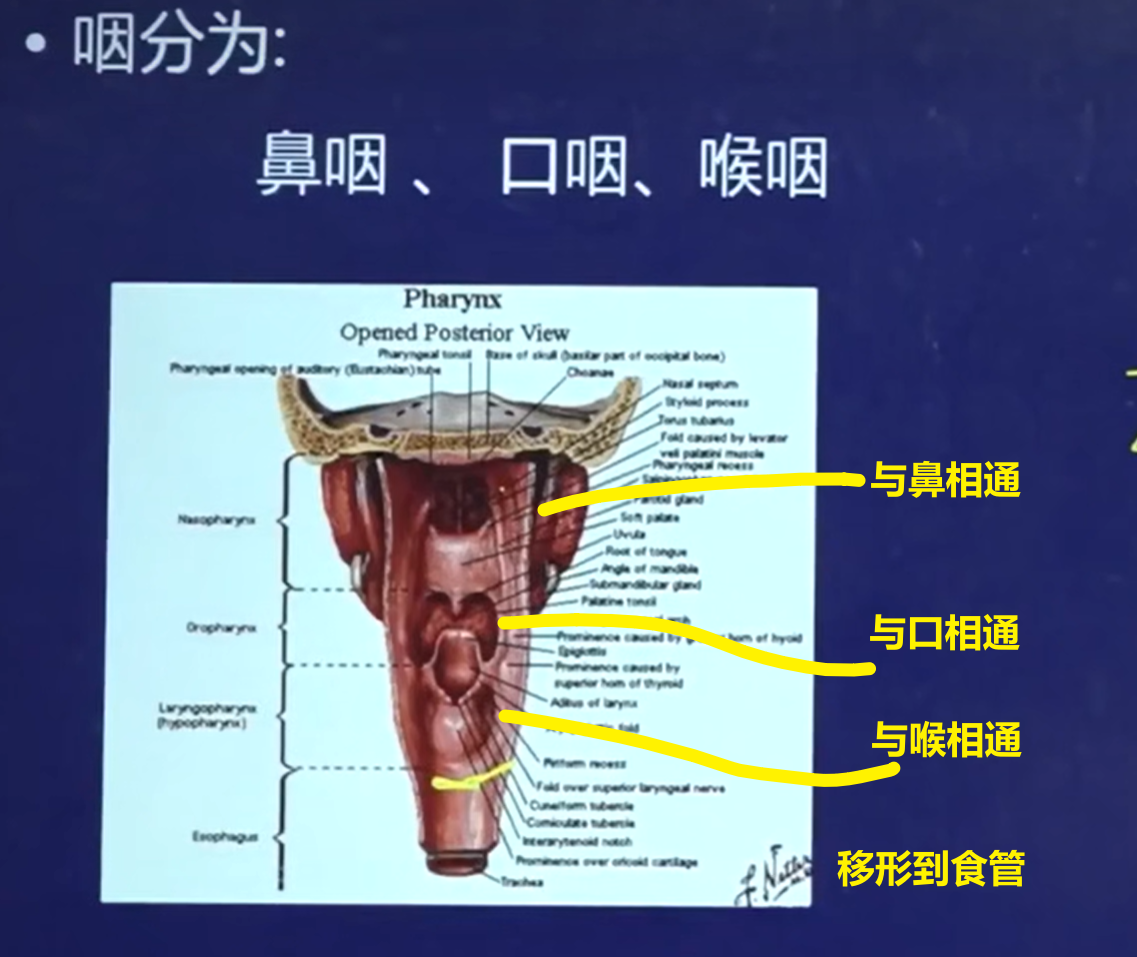 • 咽分为:
鼻咽 、 口咽、喉咽
Pharynx
Opened Posterior View
Pharyngeal tonsil
Base of skull (basilar part of occipital bone)
Pharyngeal opening of auditory (Eustachian) tube
Choanae
Nasal septum
Styloid process
Torus tubarius
Fold caused by levator
veli palatini muscle
Pharyngeal recess
与鼻相通
Parotid gland
Nasopharynx
Soft palate
Uvula
Root of tongue
Angle of mandible
Submandibular gland
Palatine tonsil
Oropharynx
与口相通
Prominence caused by horn of hyoid
Epiglottis
Prominence caused by
superior horn of thyroid
Aditus of larynx
Laryngopharynx
(hypopharynx)
fold
与喉相通
Piriform recess
Fold over superior laryngeal nerve
Cuneiform tubercle
Corniculate tubercle
Esophagus
Interarytenoid notch
Prominence over cricoid cartilage
移形到食管
Trachea